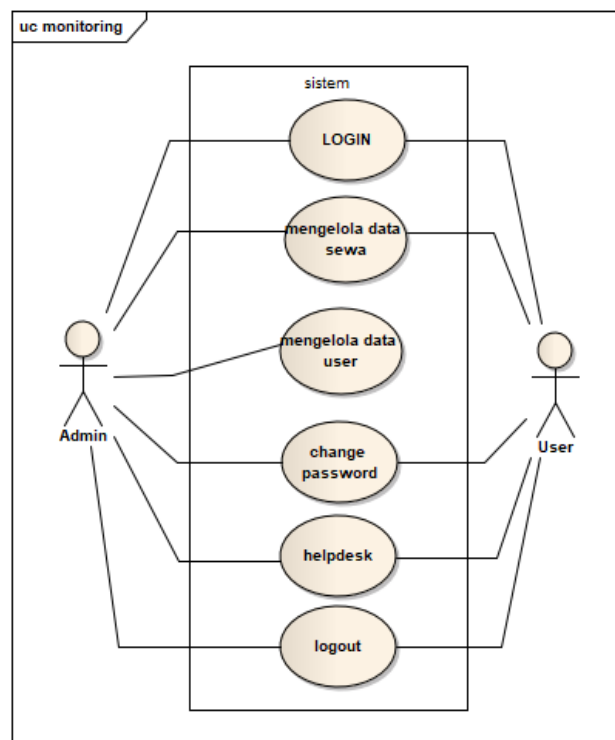 uc monitoring
sistem
LOGIN
mengelola data
sewa
mengelola data
user
Admin
User
change
password
helpdesk
logout